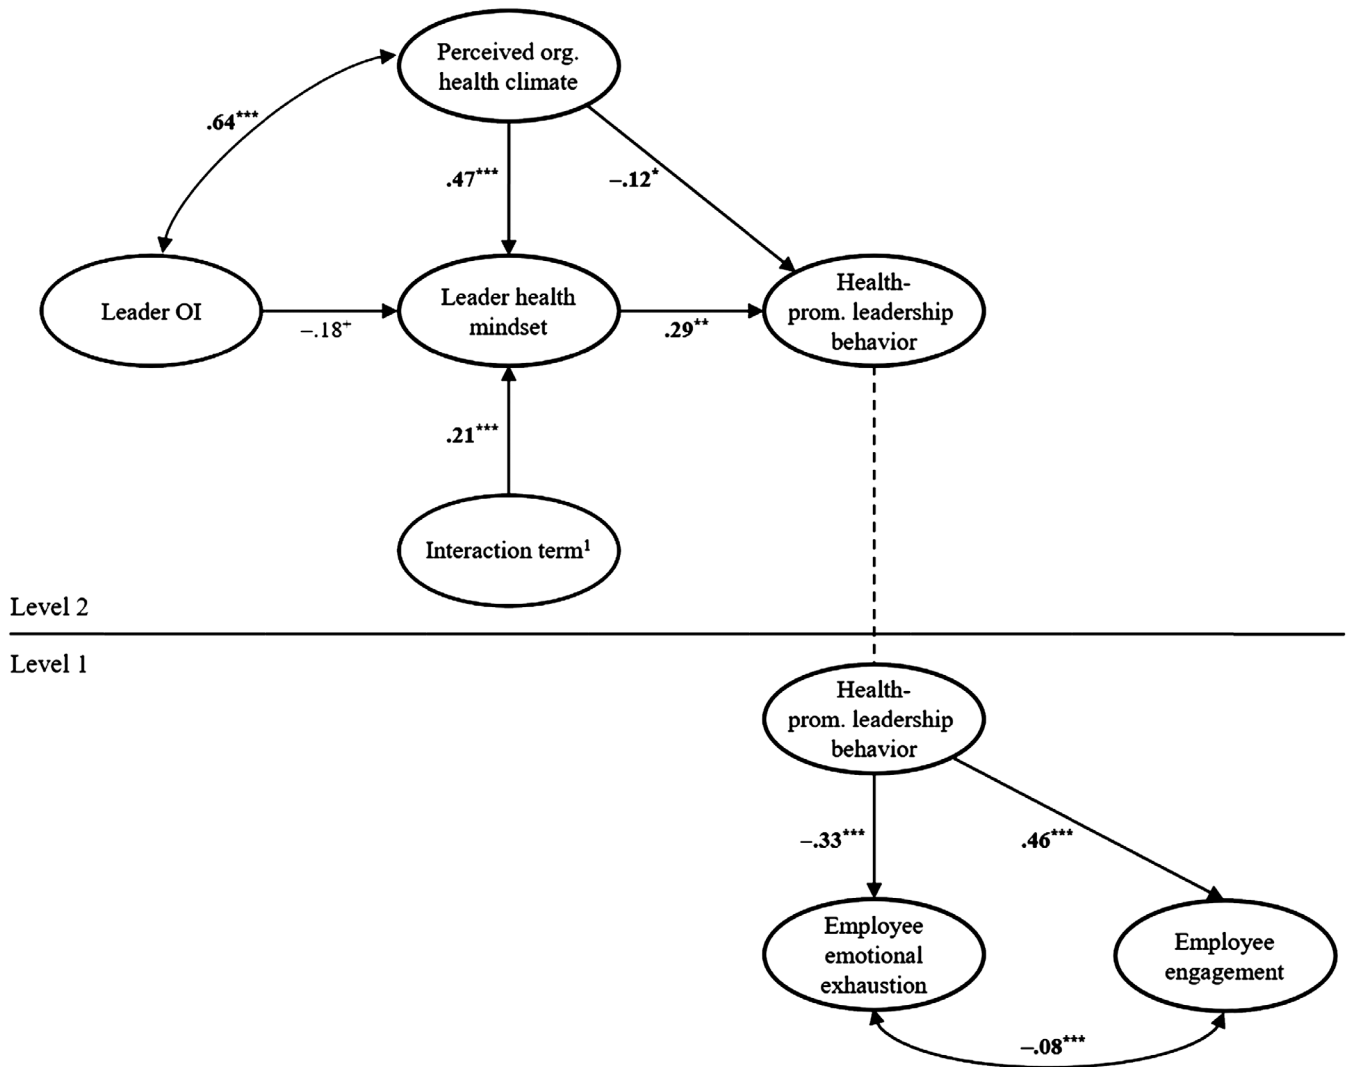 Perceived org.
health climate
.64***
.47***
–.12*
Leader OI
–.18+
Leader health
mindset
.29**
Health-
prom. leadership
behavior
.21***
Interaction term1
Level 2
Level 1
Health-
prom. leadership
behavior
–.33***
.46***
Employee
emotional
exhaustion
Employee
engagement
–.08***